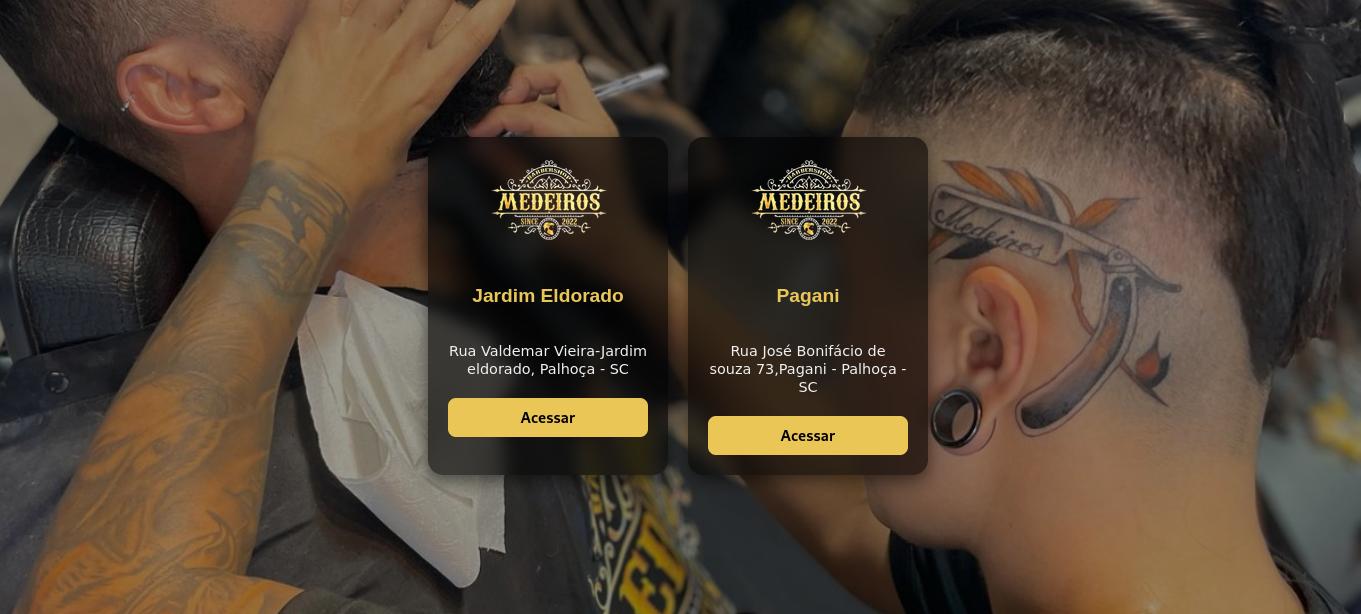 BARBERSHOP
MEDEIROS
SINCE 2022
Jardim Eldorado
Rua Valdemar Vieira-Jardim
eldorado, Palhoça - SC
Acessar
BARBERSHOP
MEDEIROS
SINCE 2022
Pagani
Rua José Bonifácio de
souza 73,Pagani - Palhoça -
SC
Acessar
Medeiros